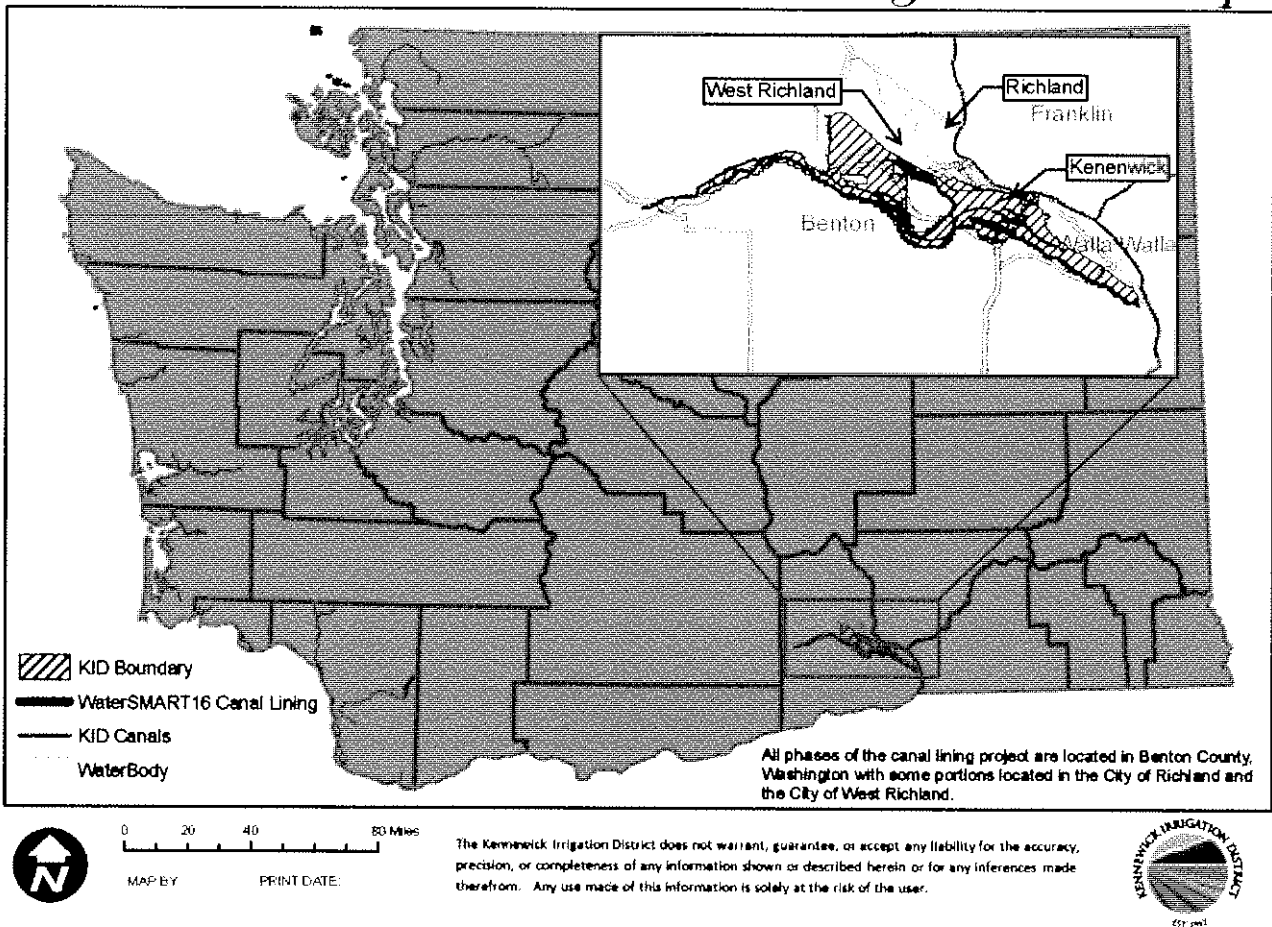 West Richland
Richland
Franklin
Kenenwick
Benton
Walla Walla
KID Boundary
WaterSMART16 Canal Lining
KID Canals
WaterBody
All phases of the canal lining project are located in Benton County,
Washington with some portions located in the City of Richland and
the City of West Richland.
N
0 20 40 80 Miles
MAP BY
PRINT DATE:
The Kennewick Irrigation District does not warrant, guarantee, or accept any liability for the accuracy,
precision, or completeness of any information shown or described herein or for any inferences made
therefrom. Any use made of this information is solely at the risk of the user.
KENNEWICK IRRIGATION DISTRICT